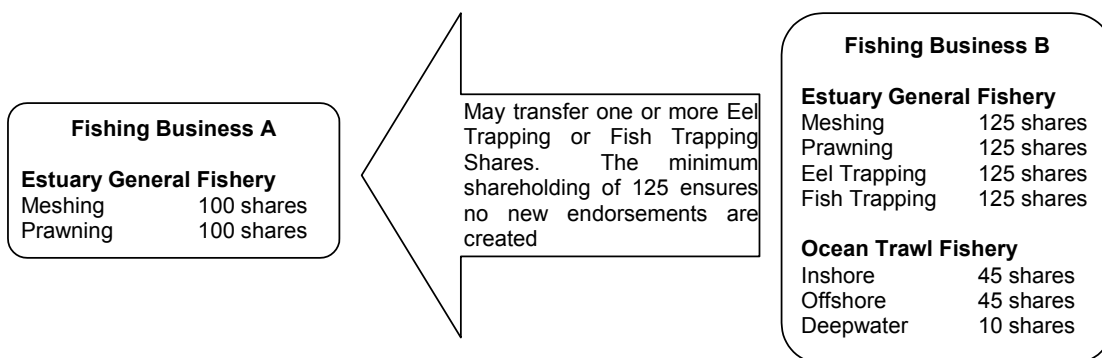 Fishing Business A
Estuary General Fishery
Meshing 100 shares
Prawning 100 shares
May transfer one or more Eel
Trapping or Fish Trapping
Shares. The minimum
shareholding of 125 ensures
no new endorsements are
created
Fishing Business B
Estuary General Fishery
Meshing 125 shares
Prawning 125 shares
Eel Trapping 125 shares
Fish Trapping 125 shares
Ocean Trawl Fishery
Inshore 45 shares
Offshore 45 shares
Deepwater 10 shares